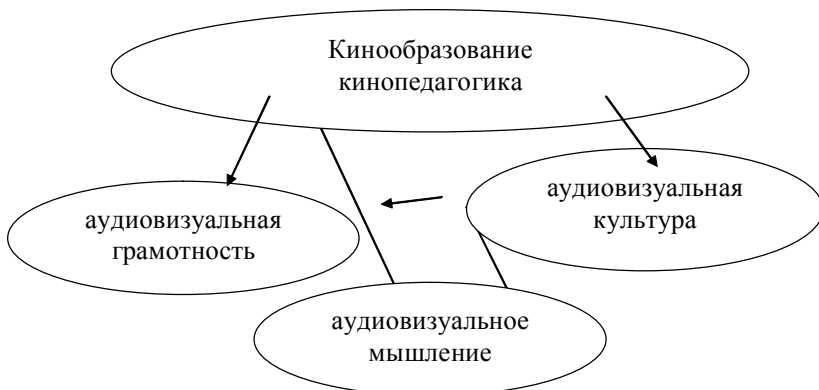 Кинообразование
кинопедагогика
аудиовизуальная
культура
аудиовизуальная
грамотность
аудиовизуальное
мышление